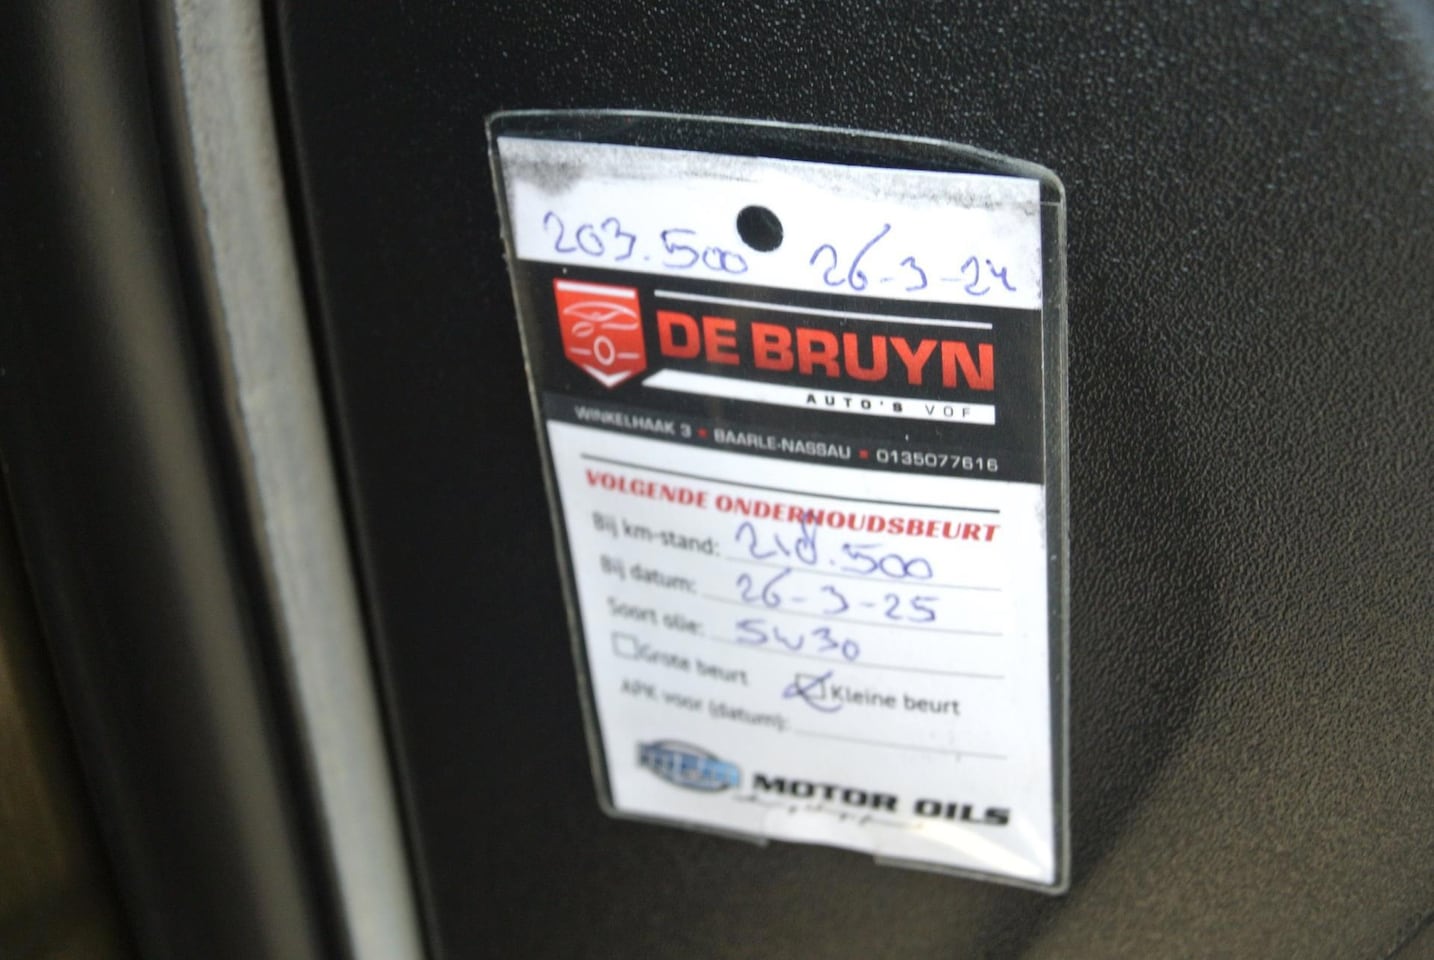 203.500 26-3-24
DE BRUYN
AUTO'S VOF
WINKELHAAK 3 ▪ BAARLE-NASSAU ▪ 0135077616
VOLGENDE ONDERHOUDSBEURT
Bij km-stand: 218.500
Bij datum: 26-3-25
Soort olie: 5w30
Grote beurt Kleine beurt
APK voor (datum):
MOTOR OILS